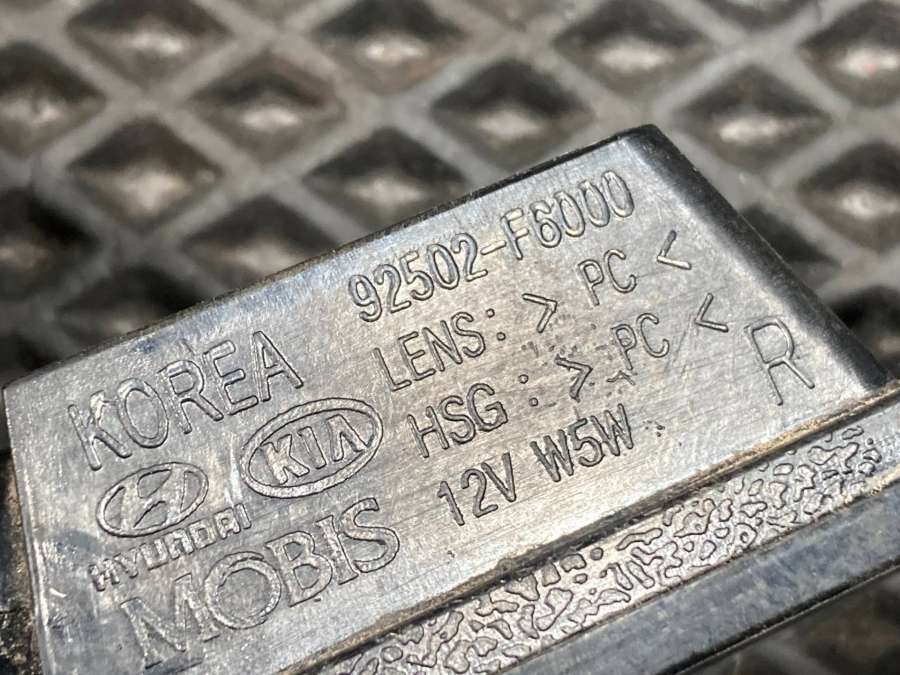 92502-F6000
LENS: > PC <
HSG: > PC <
12V W5W
R
KOREA
KIA
HYUNDAI
MOBIS